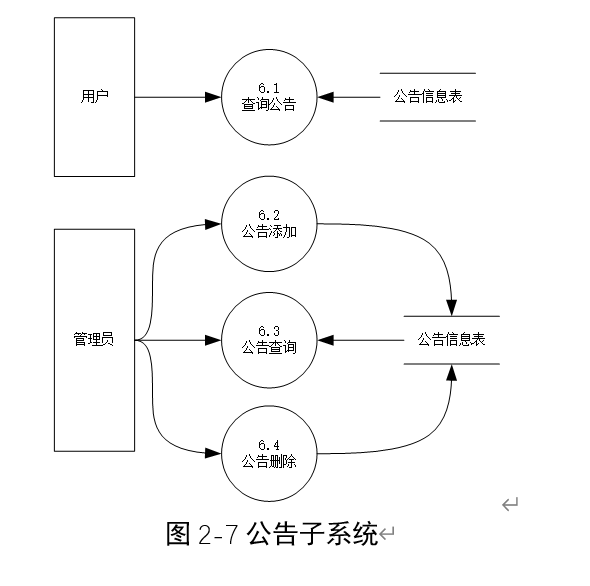 用户
6.1
查询公告
公告信息表
6.2
公告添加
管理员
6.3
公告查询
公告信息表
6.4
公告删除
图 2-7 公告子系统